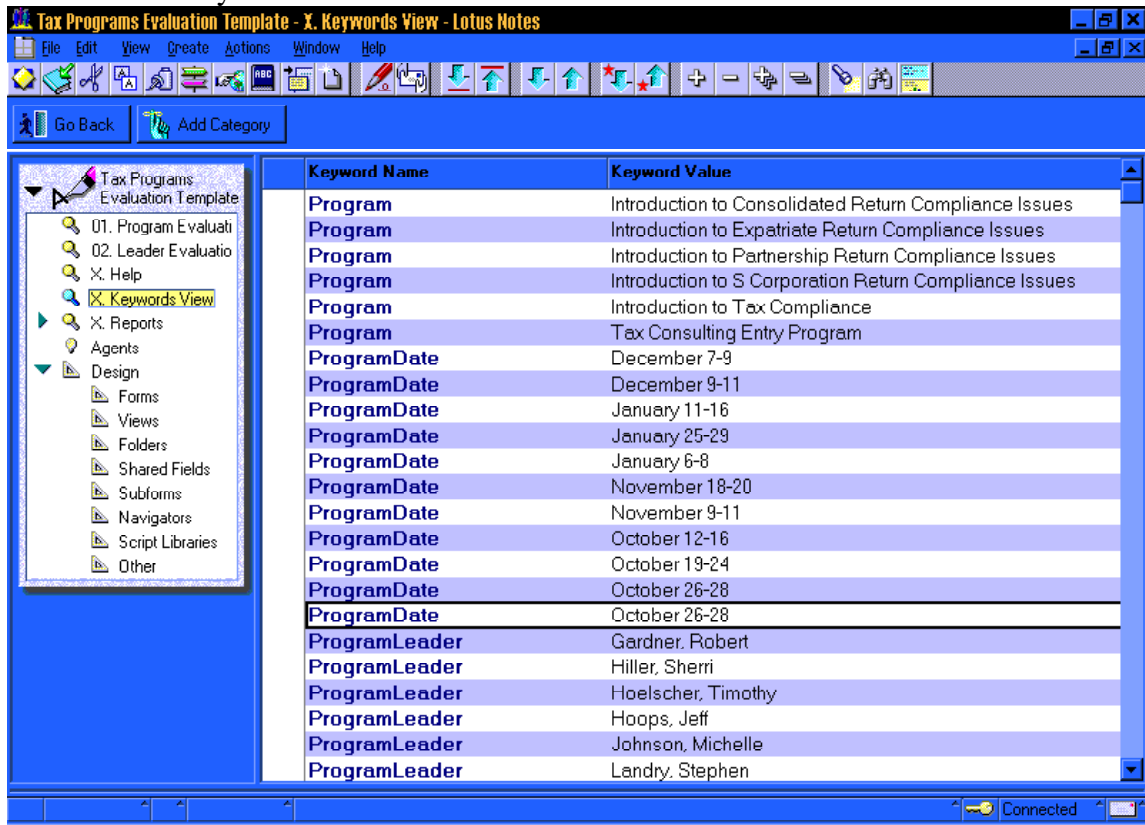 Tax Programs Evaluation Template - X. Keywords View - Lotus Notes
File Edit View Create Actions Window Help
ABC
Go Back Add Category
Tax Programs
Evaluation Template
01. Program Evaluati
02. Leader Evaluatio
X. Help
X. Keywords View
X. Reports
Agents
Design
Forms
Views
Folders
Shared Fields
Subforms
Navigators
Script Libraries
Other
Keyword Name Keyword Value
Program Introduction to Consolidated Return Compliance Issues
Program Introduction to Expatriate Return Compliance Issues
Program Introduction to Partnership Return Compliance Issues
Program Introduction to S Corporation Return Compliance Issues
Program Introduction to Tax Compliance
Program Tax Consulting Entry Program
ProgramDate December 7-9
ProgramDate December 9-11
ProgramDate January 11-16
ProgramDate January 25-29
ProgramDate January 6-8
ProgramDate November 18-20
ProgramDate November 9-11
ProgramDate October 12-16
ProgramDate October 19-24
ProgramDate October 26-28
ProgramDate October 26-28
ProgramLeader Gardner, Robert
ProgramLeader Hiller, Sherri
ProgramLeader Hoelscher, Timothy
ProgramLeader Hoops, Jeff
ProgramLeader Johnson, Michelle
ProgramLeader Landry, Stephen
Connected